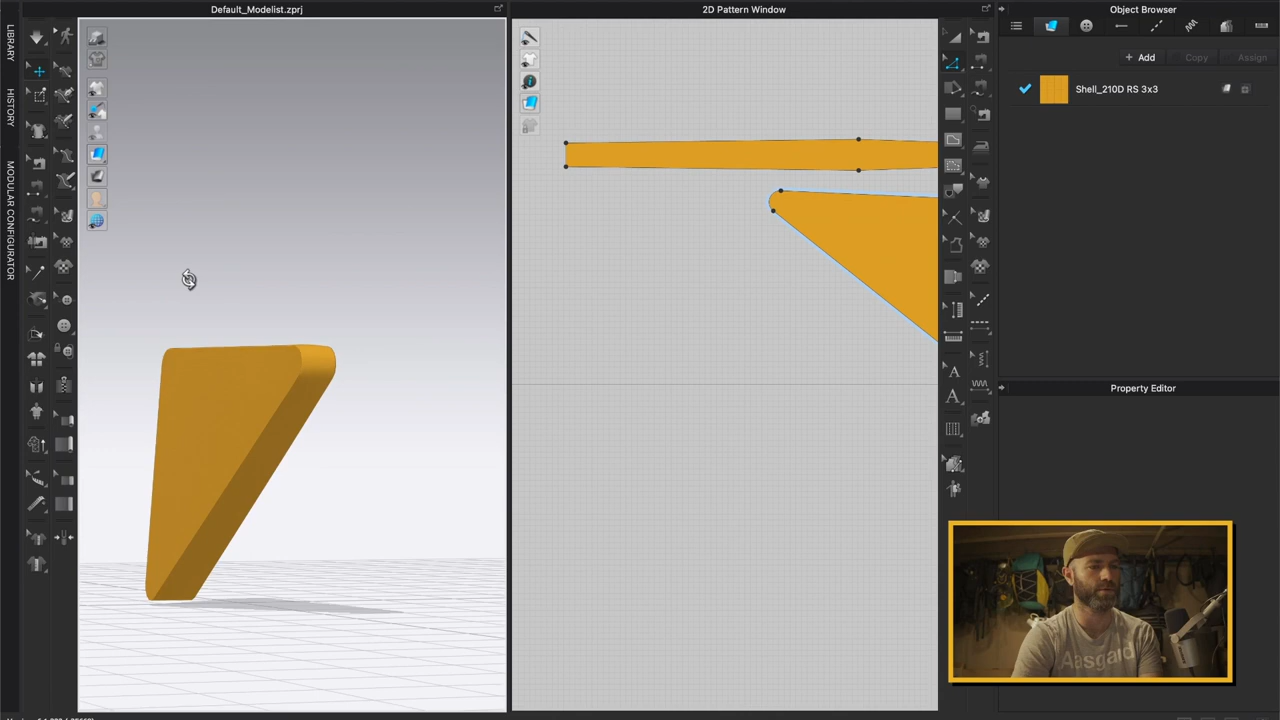 Default_Modelist.zprj
2D Pattern Window
Object Browser
LIBRARY
HISTORY
MODULAR CONFIGURATOR
+ Add
Copy
Assign
Shell_210D RS 3x3
Property Editor
A
A
Aasgard